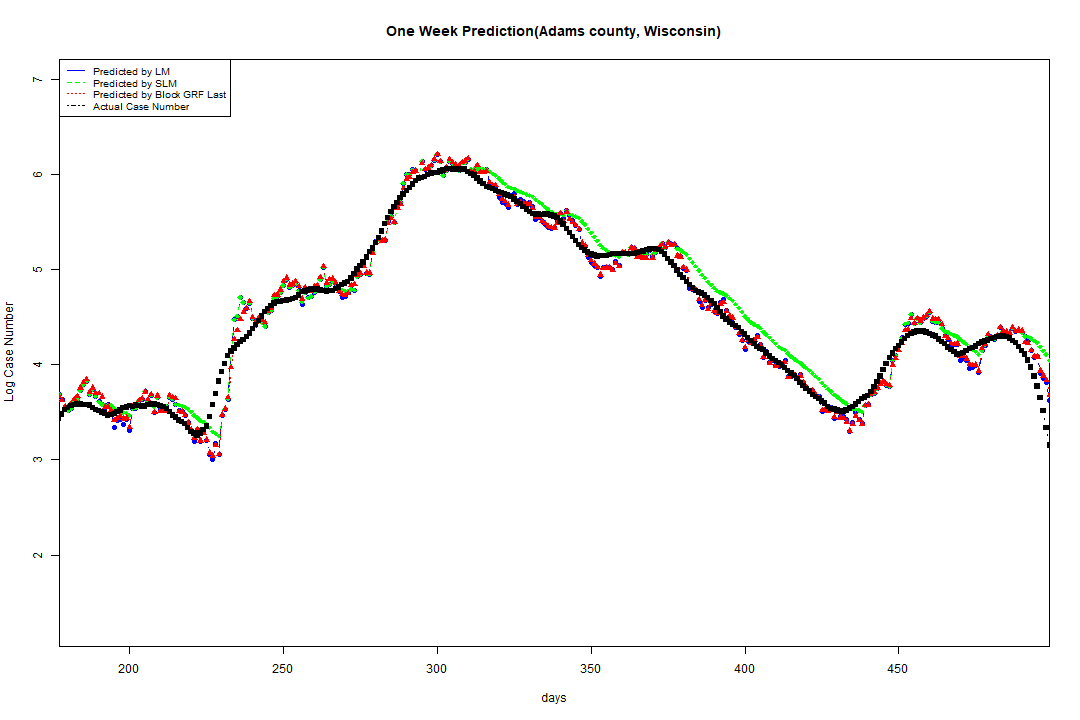 One Week Prediction(Adams county, Wisconsin)
Predicted by LM
Predicted by SLM
Predicted by Block GRF Last
Actual Case Number
7
6
5
4
3
2
Log Case Number
200 250 300 350 400 450
days